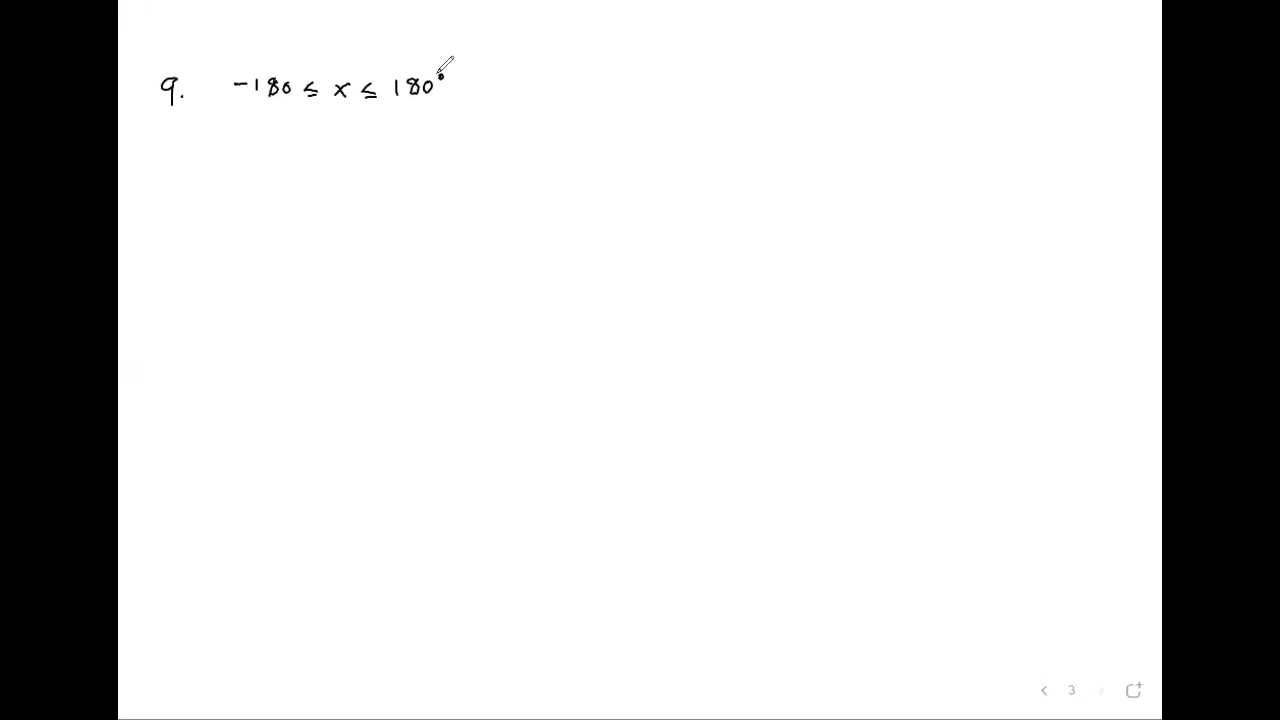 9. -180 ≤ x ≤ 180°
< 3 >